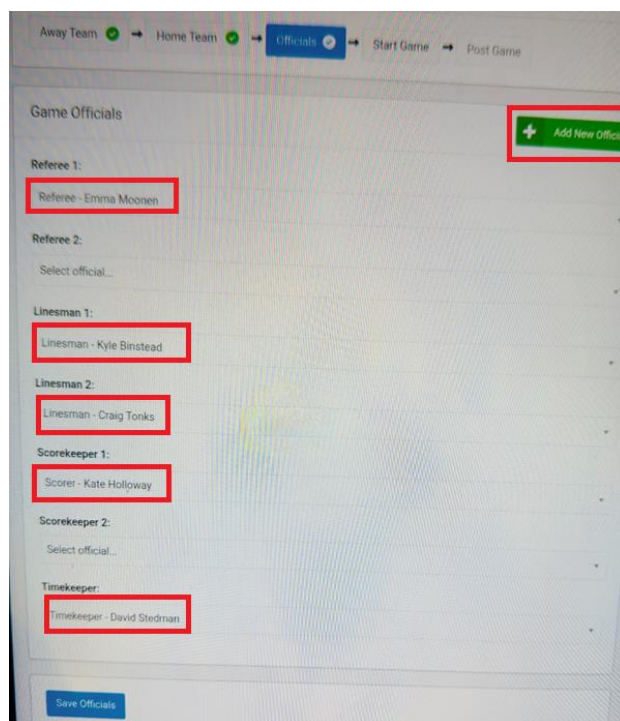 Away Team → Home Team → Officials → Start Game → Post Game
Game Officials
+ Add New Offici
Referee 1:
Referee - Emma Moonen
Referee 2:
Select official...
Linesman 1:
Linesman - Kyle Binstead
Linesman 2:
Linesman - Craig Tonks
Scorekeeper 1:
Scorer - Kate Holloway
Scorekeeper 2:
Select official...
Timekeeper:
Timekeeper - David Stedman
Save Officials